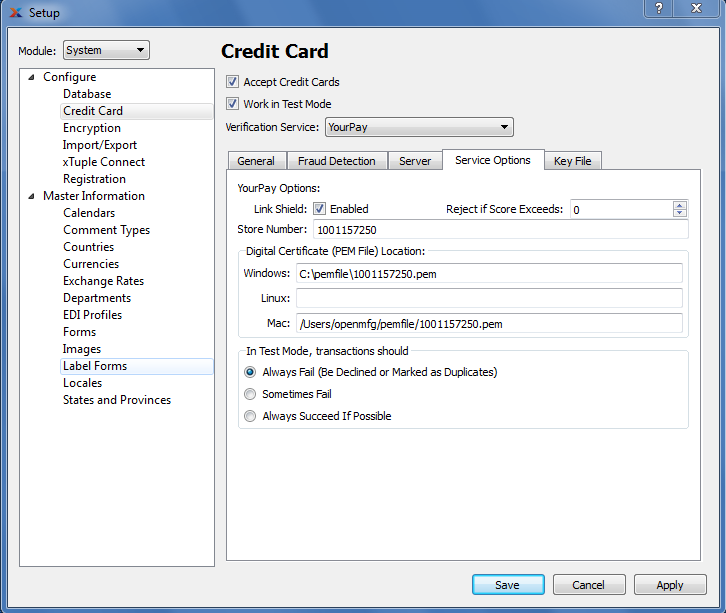 Setup
?
X
Module: System
Configure
Database
Credit Card
Encryption
Import/Export
xTuple Connect
Registration
Master Information
Calendars
Comment Types
Countries
Currencies
Exchange Rates
Departments
EDI Profiles
Forms
Images
Label Forms
Locales
States and Provinces
Credit Card
Accept Credit Cards
Work in Test Mode
Verification Service: YourPay
General Fraud Detection Server Service Options Key File
YourPay Options:
Link Shield: Enabled Reject if Score Exceeds: 0
Store Number: 1001157250
Digital Certificate (PEM File) Location:
Windows: C:\pemfile\1001157250.pem
Linux:
Mac: /Users/openmfg/pemfile/1001157250.pem
In Test Mode, transactions should
Always Fail (Be Declined or Marked as Duplicates)
Sometimes Fail
Always Succeed If Possible
Save Cancel Apply